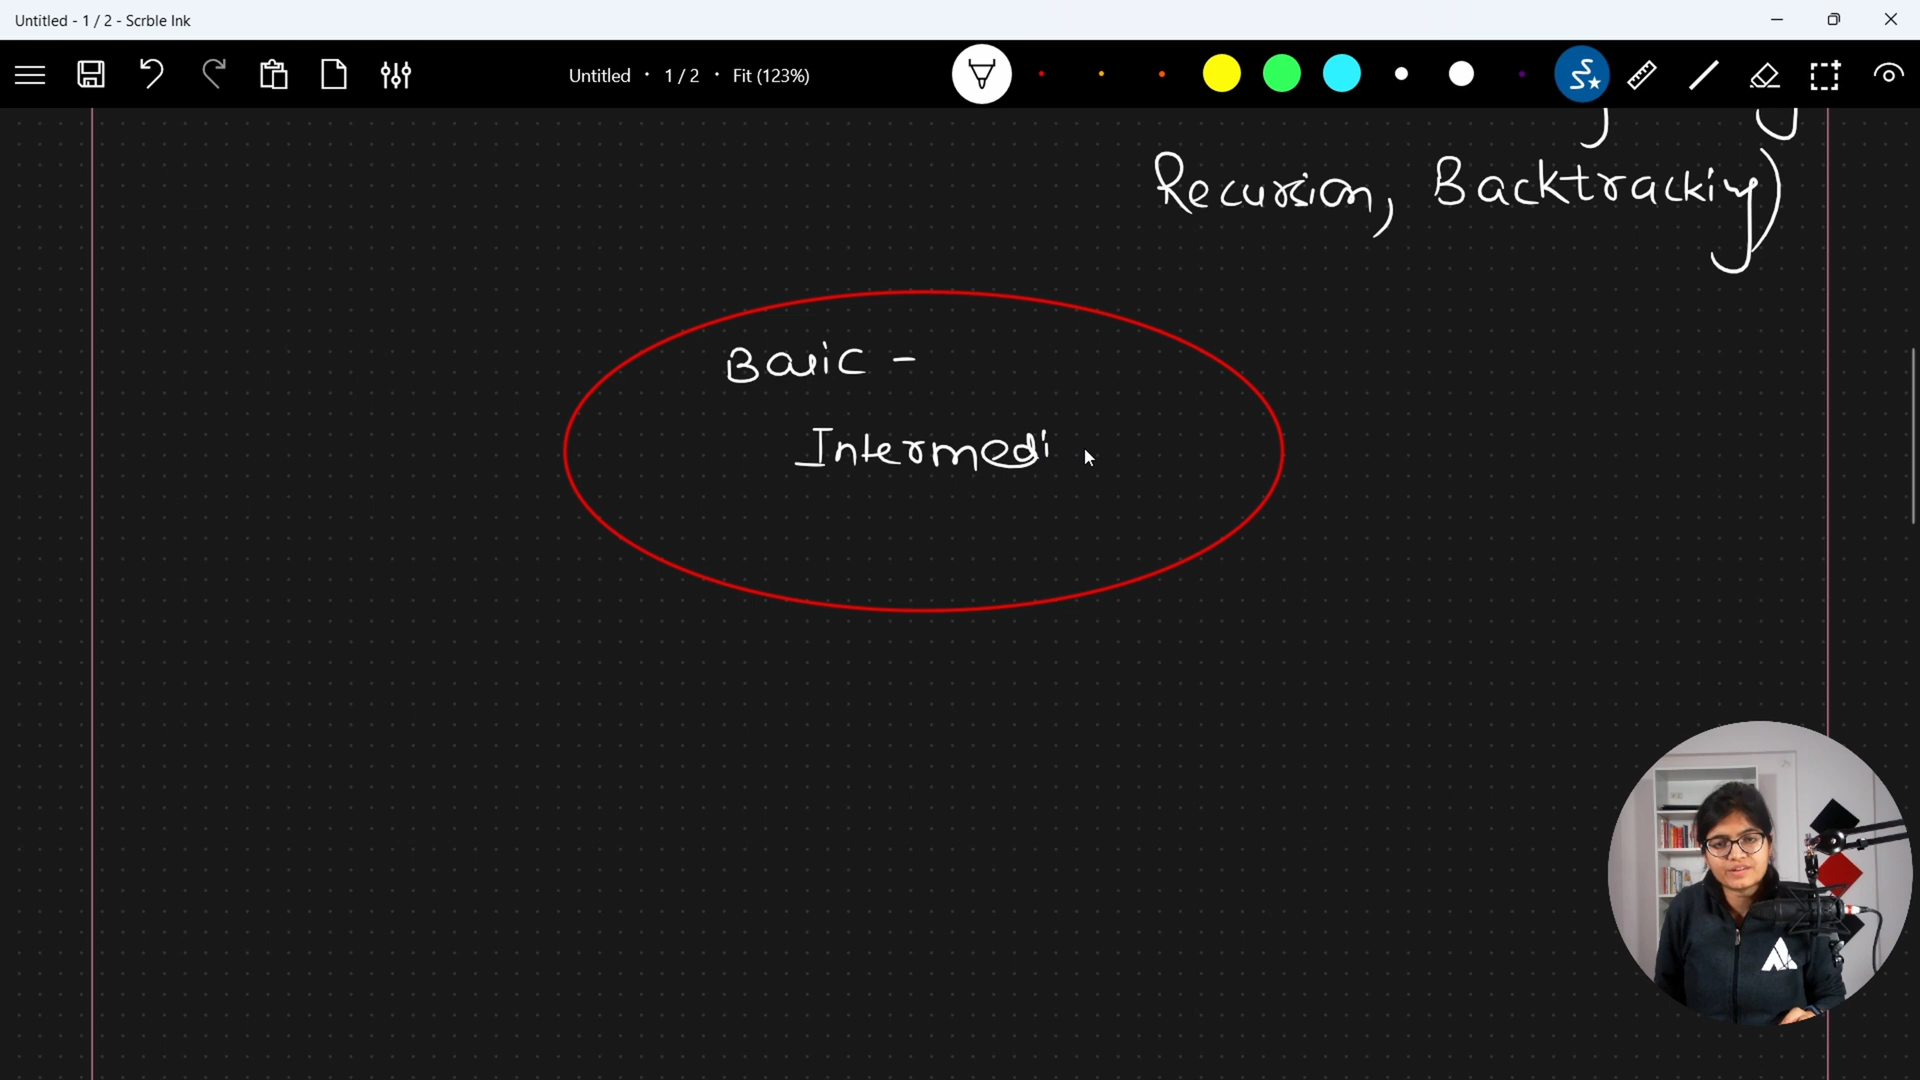 Untitled - 1 / 2 - Scrble Ink
Untitled • 1 / 2 • Fit (123%)
Recursion, Backtracking)
Basic -
Intermedi